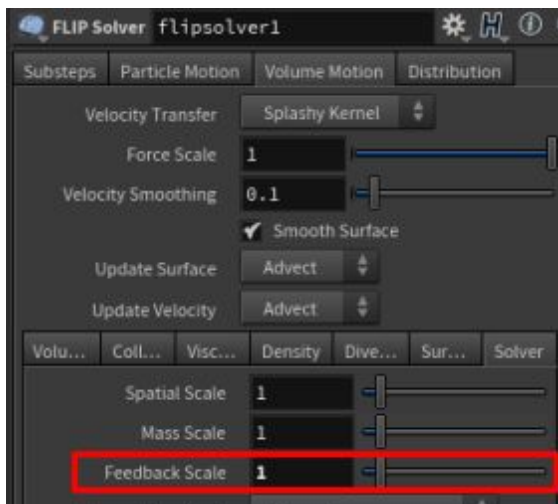 FLIP Solver flipsolver1
Substeps Particle Motion Volume Motion Distribution
Velocity Transfer Splashy Kernel
Force Scale 1
Velocity Smoothing 0.1
Smooth Surface
Update Surface Advect
Update Velocity Advect
Volu... Coll... Visc... Density Dive... Sur... Solver
Spatial Scale 1
Mass Scale 1
Feedback Scale 1